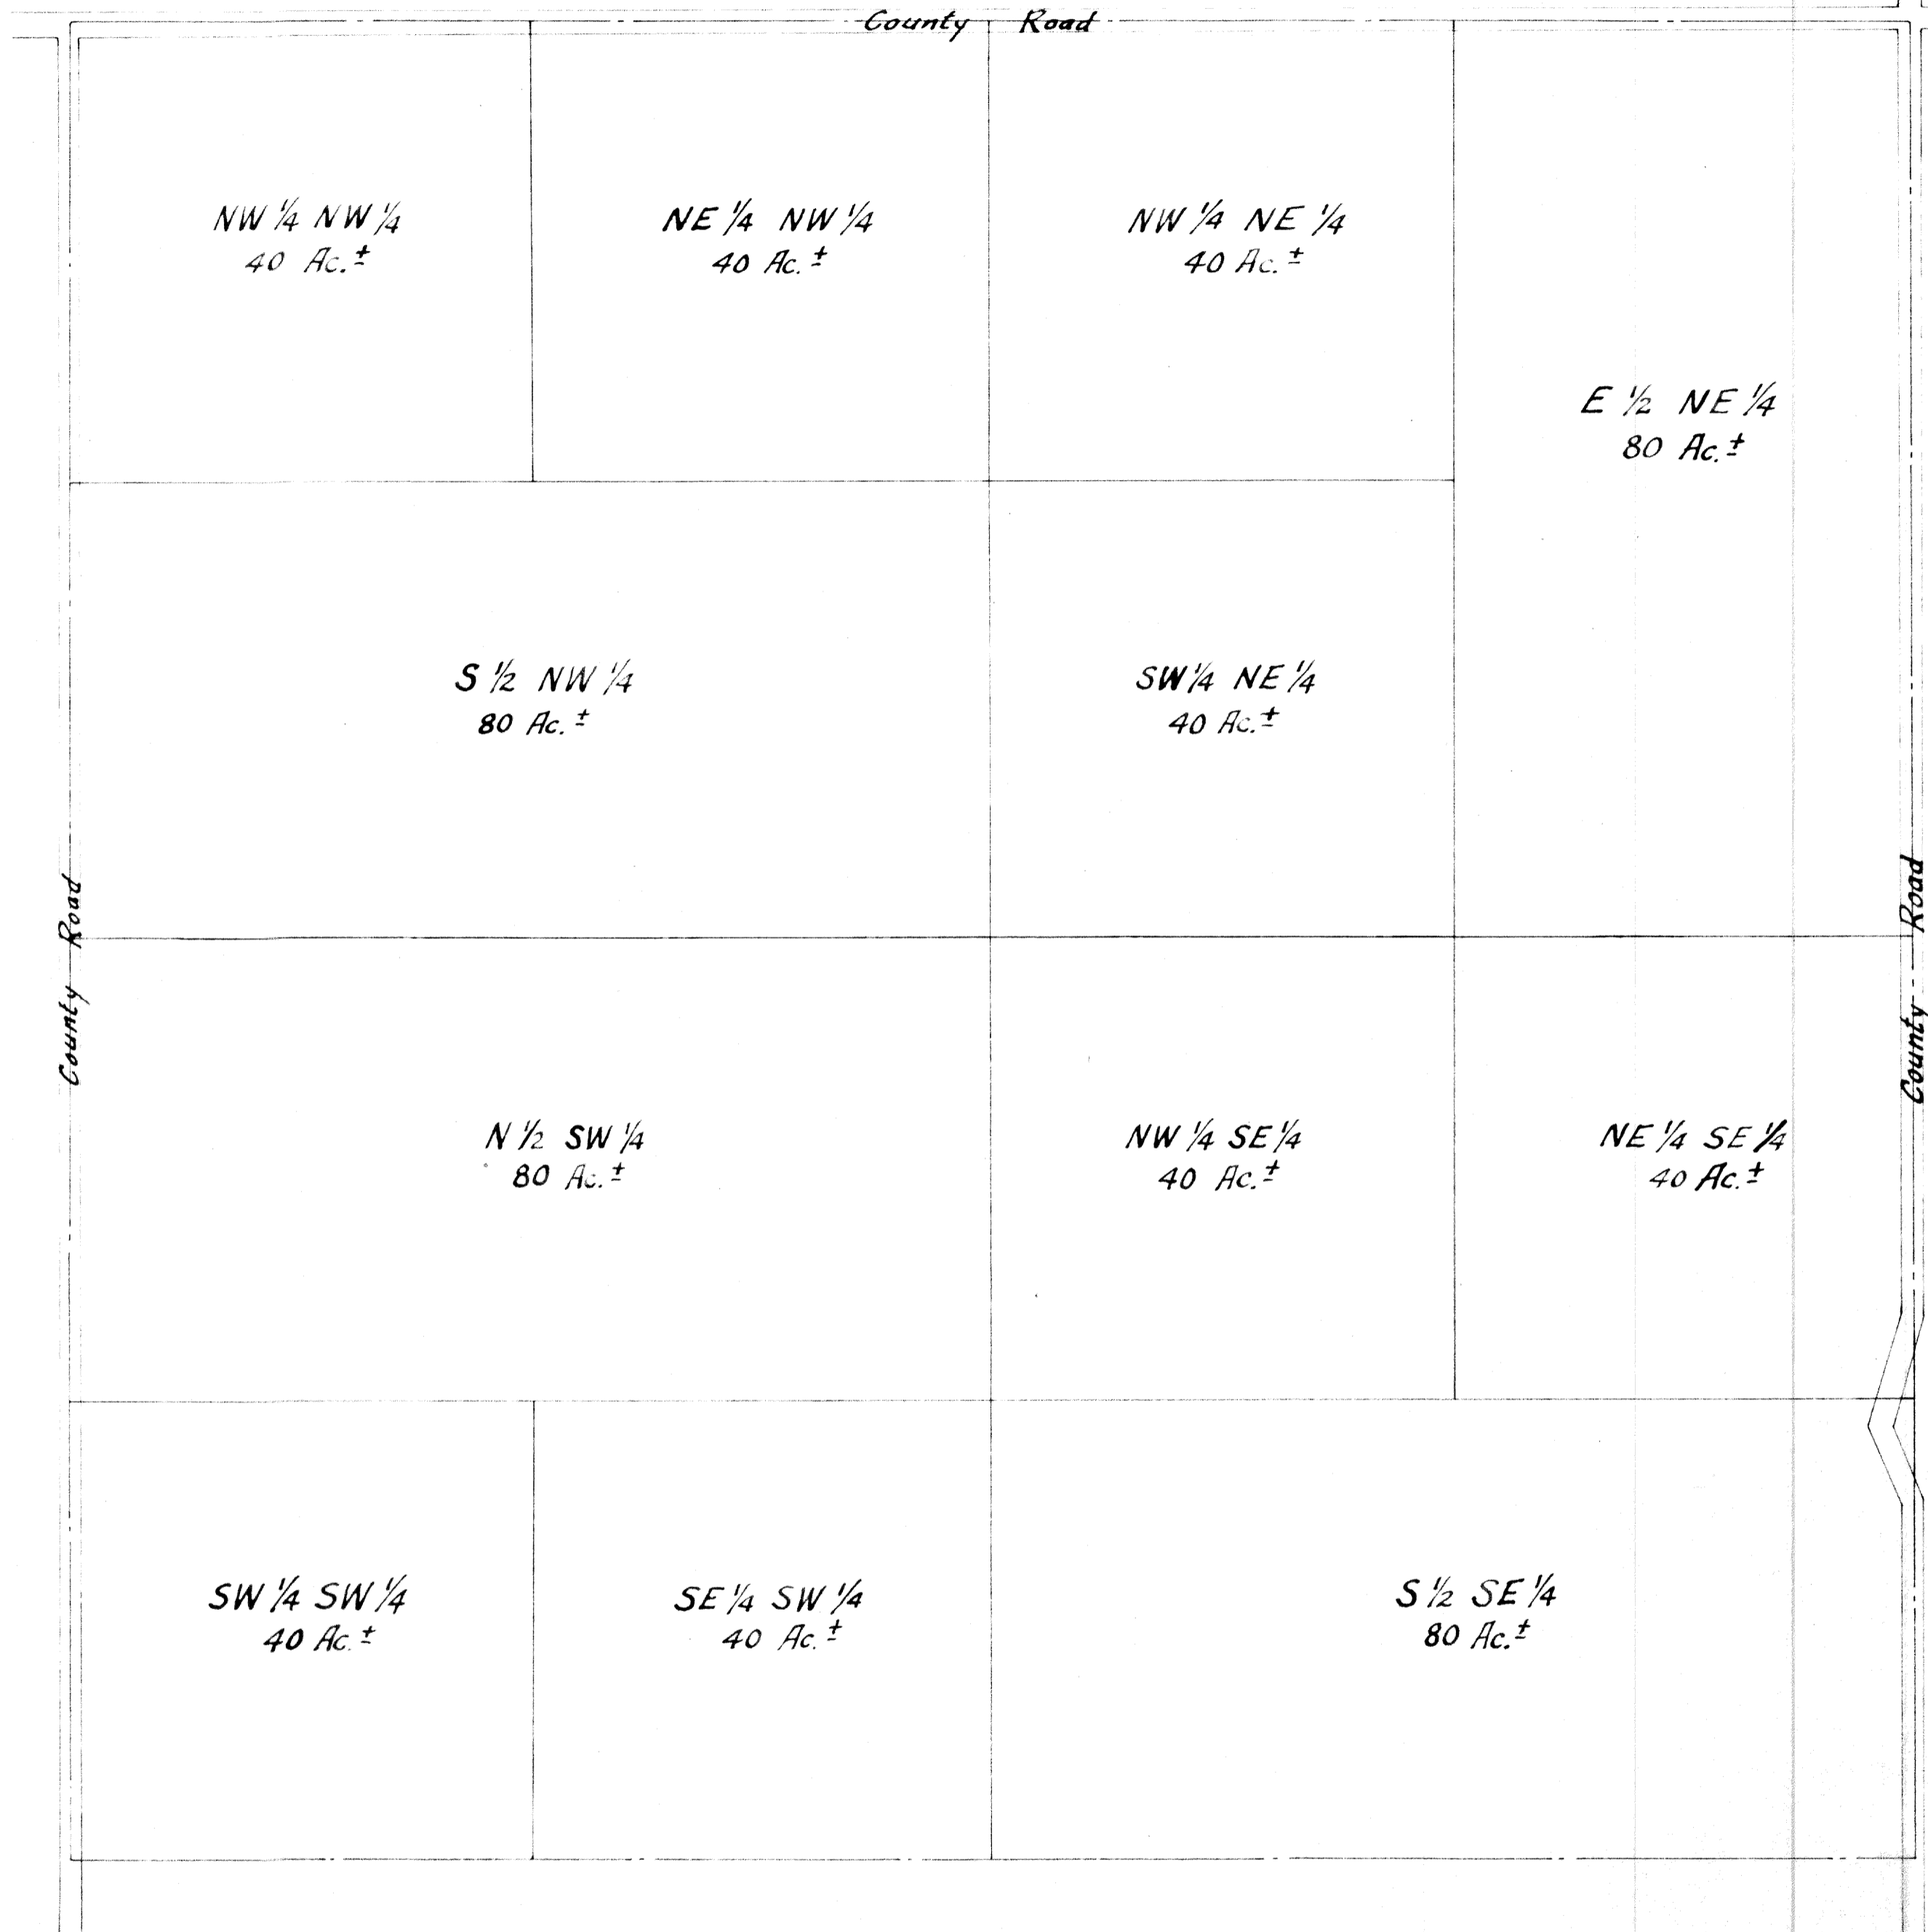 County Road
NW 1/4 NW 1/4
40 Ac. ±
NE 1/4 NW 1/4
40 Ac. ±
NW 1/4 NE 1/4
40 Ac. ±
E 1/2 NE 1/4
80 Ac. ±
S 1/2 NW 1/4
80 Ac. ±
SW 1/4 NE 1/4
40 Ac. ±
County Road
County Road
N 1/2 SW 1/4
80 Ac. ±
NW 1/4 SE 1/4
40 Ac. ±
NE 1/4 SE 1/4
40 Ac. ±
SW 1/4 SW 1/4
40 Ac. ±
SE 1/4 SW 1/4
40 Ac. ±
S 1/2 SE 1/4
80 Ac. ±